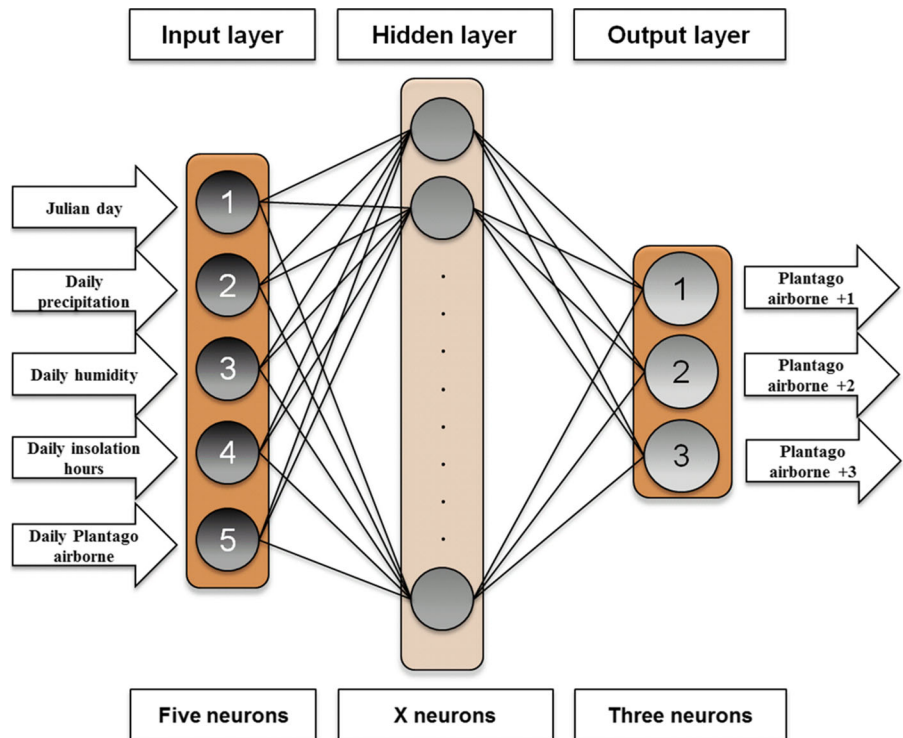 Input layer
Hidden layer
Output layer
Julian day
Daily
precipitation
Daily humidity
Daily insolation
hours
Daily Plantago
airborne
1
2
3
4
5
1
2
3
Plantago
airborne +1
Plantago
airborne +2
Plantago
airborne +3
Five neurons
X neurons
Three neurons